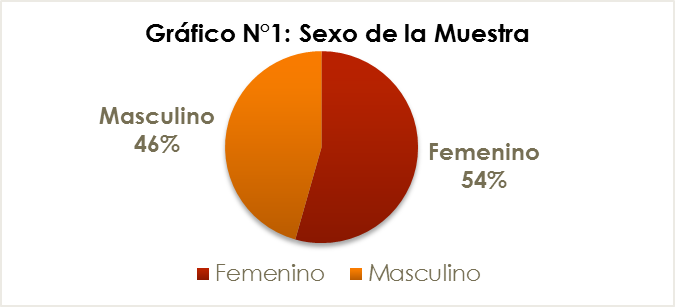 Gráfico N°1: Sexo de la Muestra
Masculino
46%
Femenino
54%
Femenino
Masculino